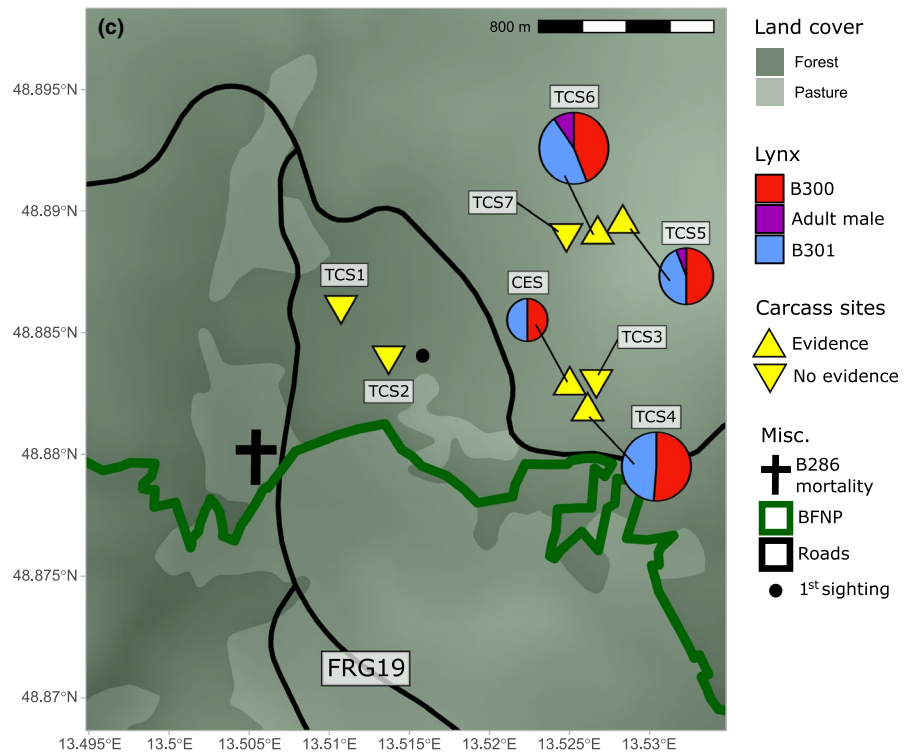 (c)
800 m
48.895°N
48.89°N
48.885°N
48.88°N
48.875°N
48.87°N
TCS6
TCS7
TCS5
TCS1
CES
TCS3
TCS2
TCS4
FRG19
13.495°E 13.5°E 13.505°E 13.51°E 13.515°E 13.52°E 13.525°E 13.53°E
Land cover
Forest
Pasture
Lynx
B300
Adult male
B301
Carcass sites
Evidence
No evidence
Misc.
B286
mortality
BFNP
Roads
1st sighting